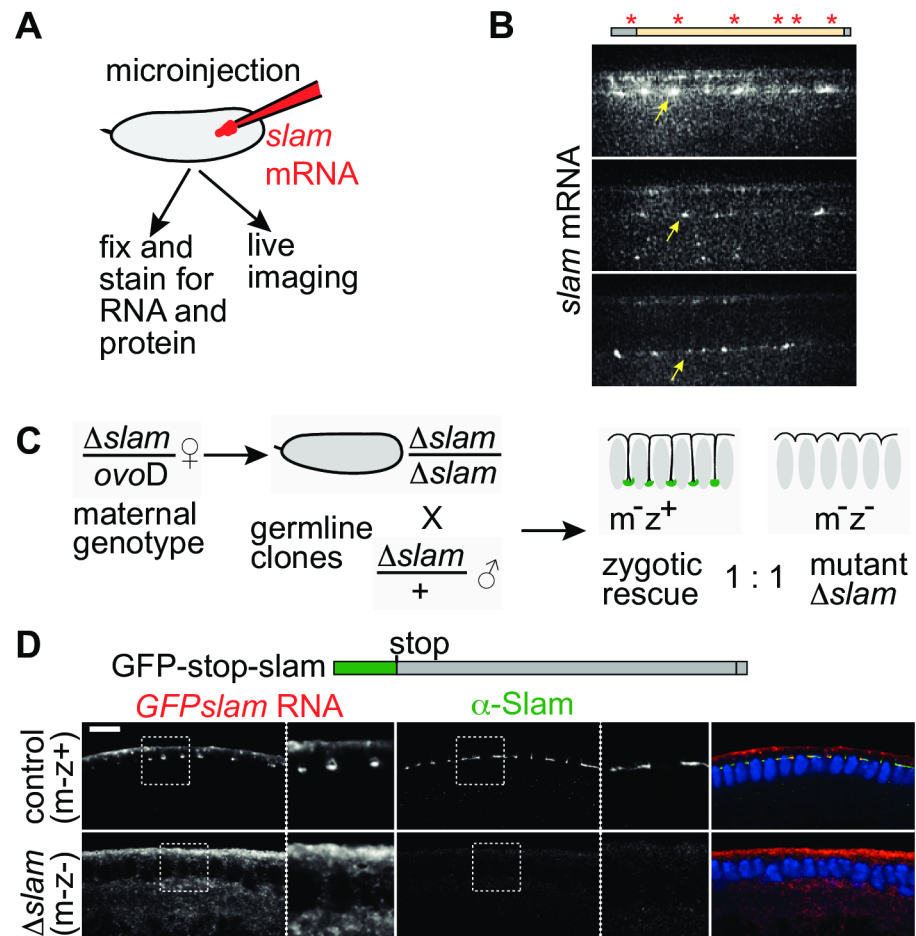 A
microinjection
slam
mRNA
fix and
stain for
RNA and
protein
live
imaging
B
* * * * * *
slam mRNA
C
Δslam
ovoD
♀
maternal
genotype
germline
clones
Δslam
Δslam
X
Δslam
+
♂
m-z+
m-z-
zygotic
rescue
1 : 1
mutant
Δslam
D
stop
GFP-stop-slam
GFPslam RNA
α-Slam
control
(m-z+)
Δslam
(m-z-)